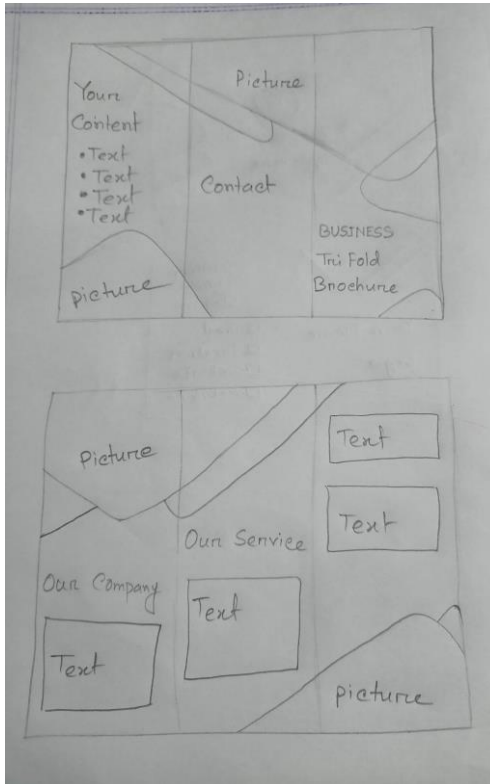 Your
Content
• Text
• Text
• Text
• Text
picture
Picture
Contact
BUSINESS
Tri Fold
Brochure
Picture
Our Company
Text
Our Service
Text
Text
Text
picture